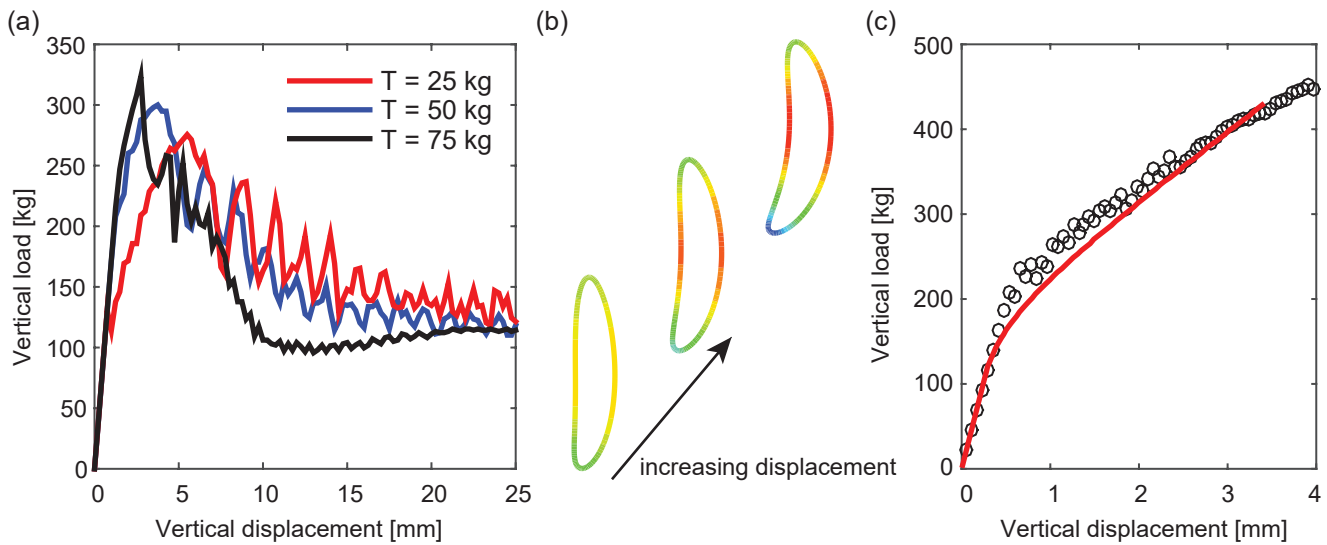 (a)
350
300
250
200
150
100
50
0
Vertical load [kg]
T = 25 kg
T = 50 kg
T = 75 kg
0 5 10 15 20 25
Vertical displacement [mm]
(b)
increasing displacement
(c)
500
400
300
200
100
0
Vertical load [kg]
0 1 2 3 4
Vertical displacement [mm]